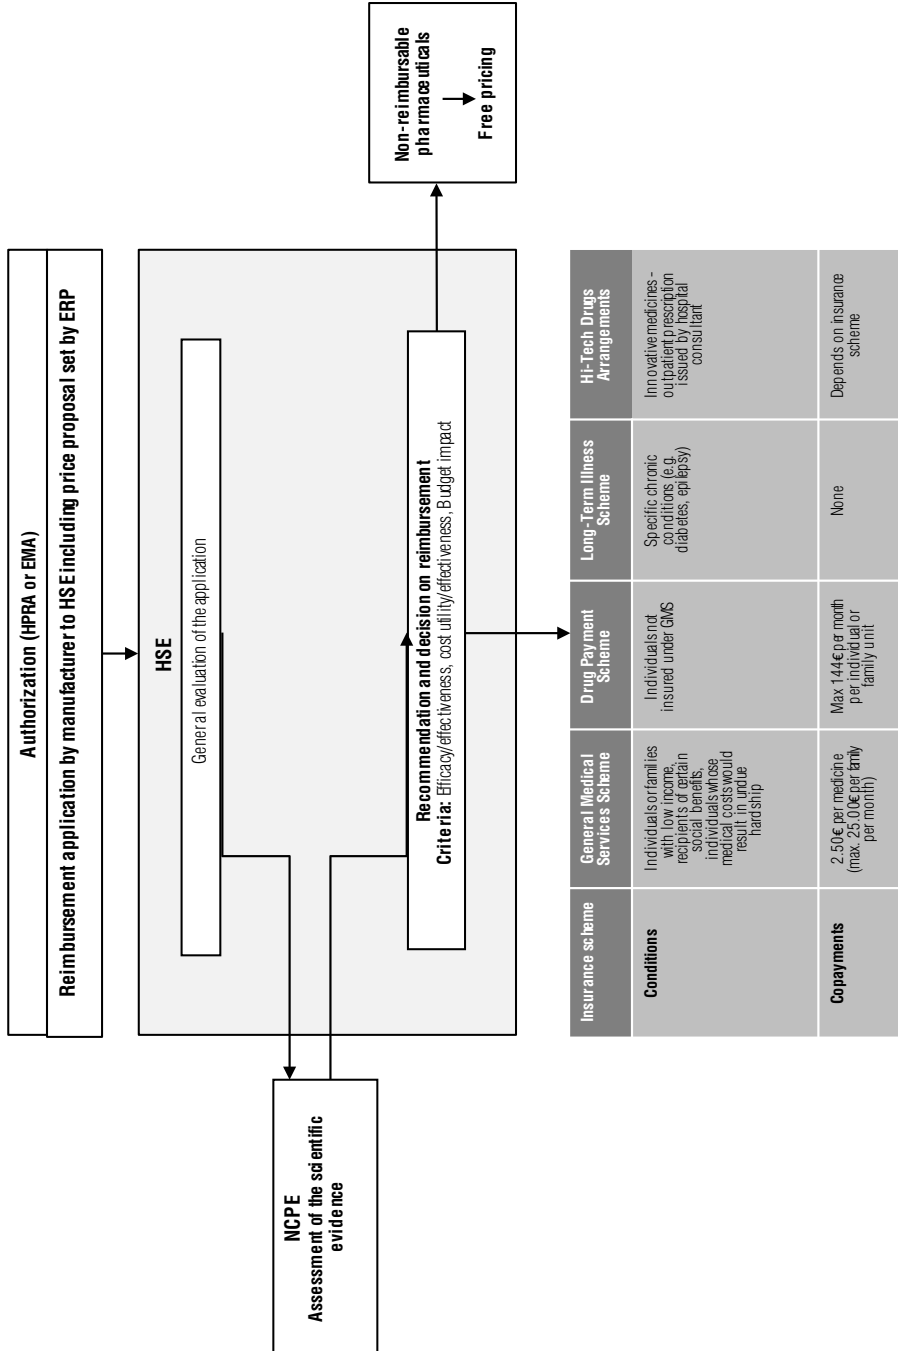 Authorization (HPRA or EMA)
Reimbursement application by manufacturer to HSE including price proposal set by ERP
HSE
General evaluation of the application
NCPE
Assessment of the scientific
evidence
Recommendation and decision on reimbursement
Criteria: Efficacy/effectiveness, cost utility/effectiveness, Budget impact
Non-reimbursable
pharmaceuticals
Free pricing
Insurance scheme
General Medical
Services Scheme
Drug Payment
Scheme
Long-Term Illness
Scheme
Hi-Tech Drugs
Arrangements
Conditions
Individuals or families
with low income,
recipients of certain
social benefits,
individuals whose
medical costs would
result in undue
hardship
Individuals not
insured under GMS
Specific chronic
conditions (e.g.
diabetes, epilepsy)
Innovative medicines -
outpatient prescription
issued by hospital
consultant
Copayments
2.50€ per medicine
(max. 25.00€ per family
per month)
Max 144€ per month
per individual or
family unit
None
Depends on insurance
scheme